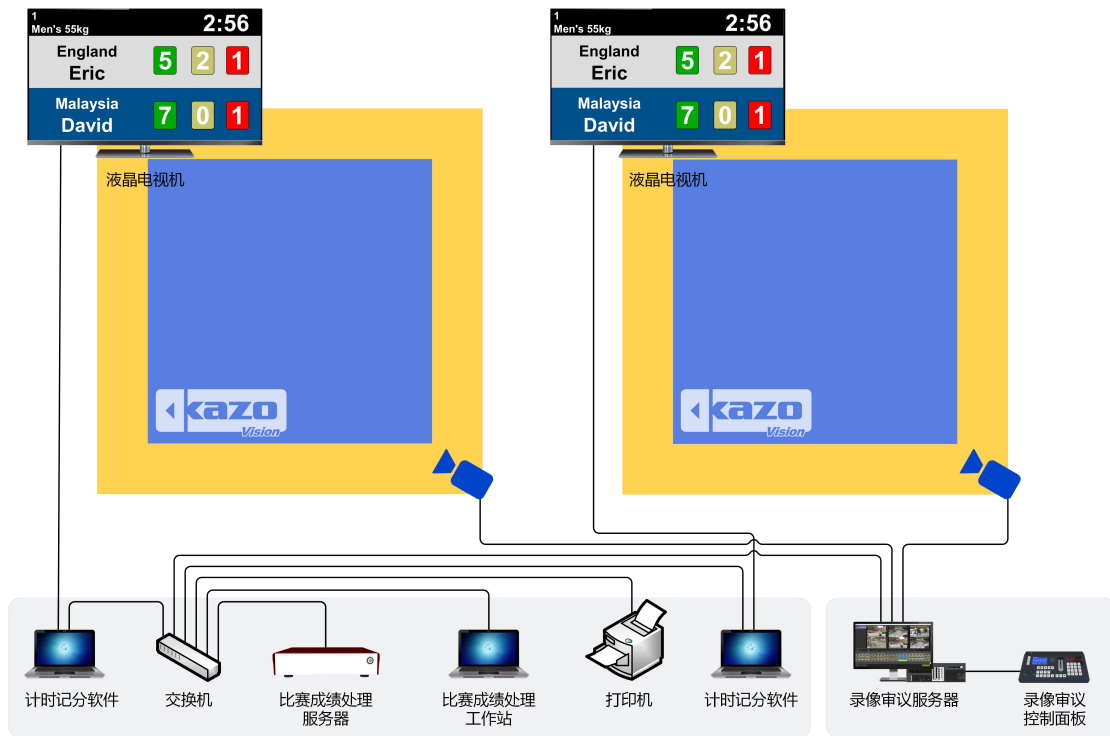 1
Men's 55kg
2:56
England
Eric
5 2 1
Malaysia
David
7 0 1
液晶电视机
kazo
Vision
1
Men's 55kg
2:56
England
Eric
5 2 1
Malaysia
David
7 0 1
液晶电视机
kazo
Vision
计时记分软件
交换机
比赛成绩处理
服务器
比赛成绩处理
工作站
打印机
计时记分软件
录像审议服务器
录像审议
控制面板